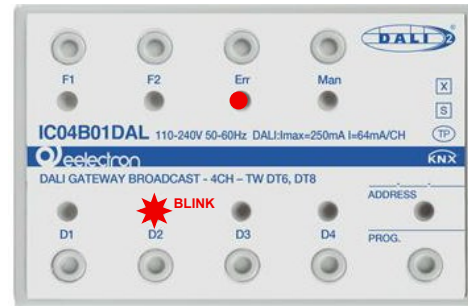 DALI 2
F1 F2 Err Man
X
S
IC04B01DAL 110-240V 50-60Hz DALI:Imax=250mA I=64mA/CH TP
eelectron KNX
DALI GATEWAY BROADCAST - 4CH – TW DT6, DT8
ADDRESS
BLINK
D1 D2 D3 D4 PROG.